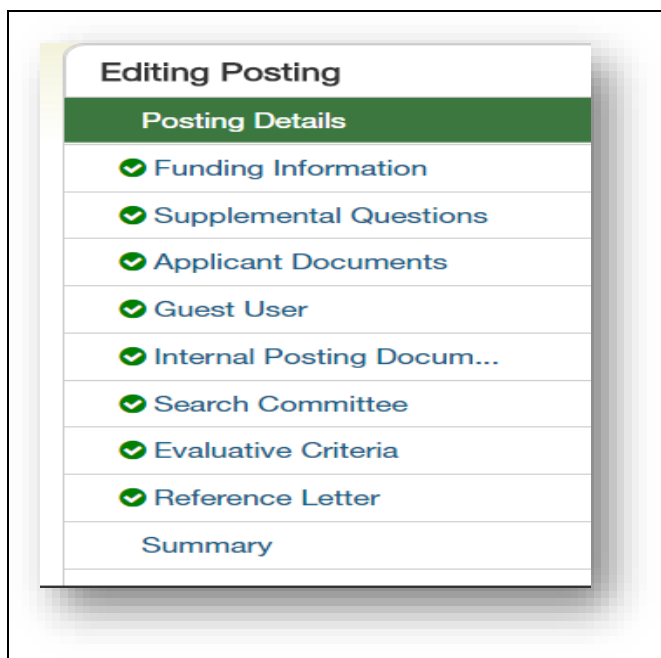 Editing Posting
Posting Details
Funding Information
Supplemental Questions
Applicant Documents
Guest User
Internal Posting Docum...
Search Committee
Evaluative Criteria
Reference Letter
Summary